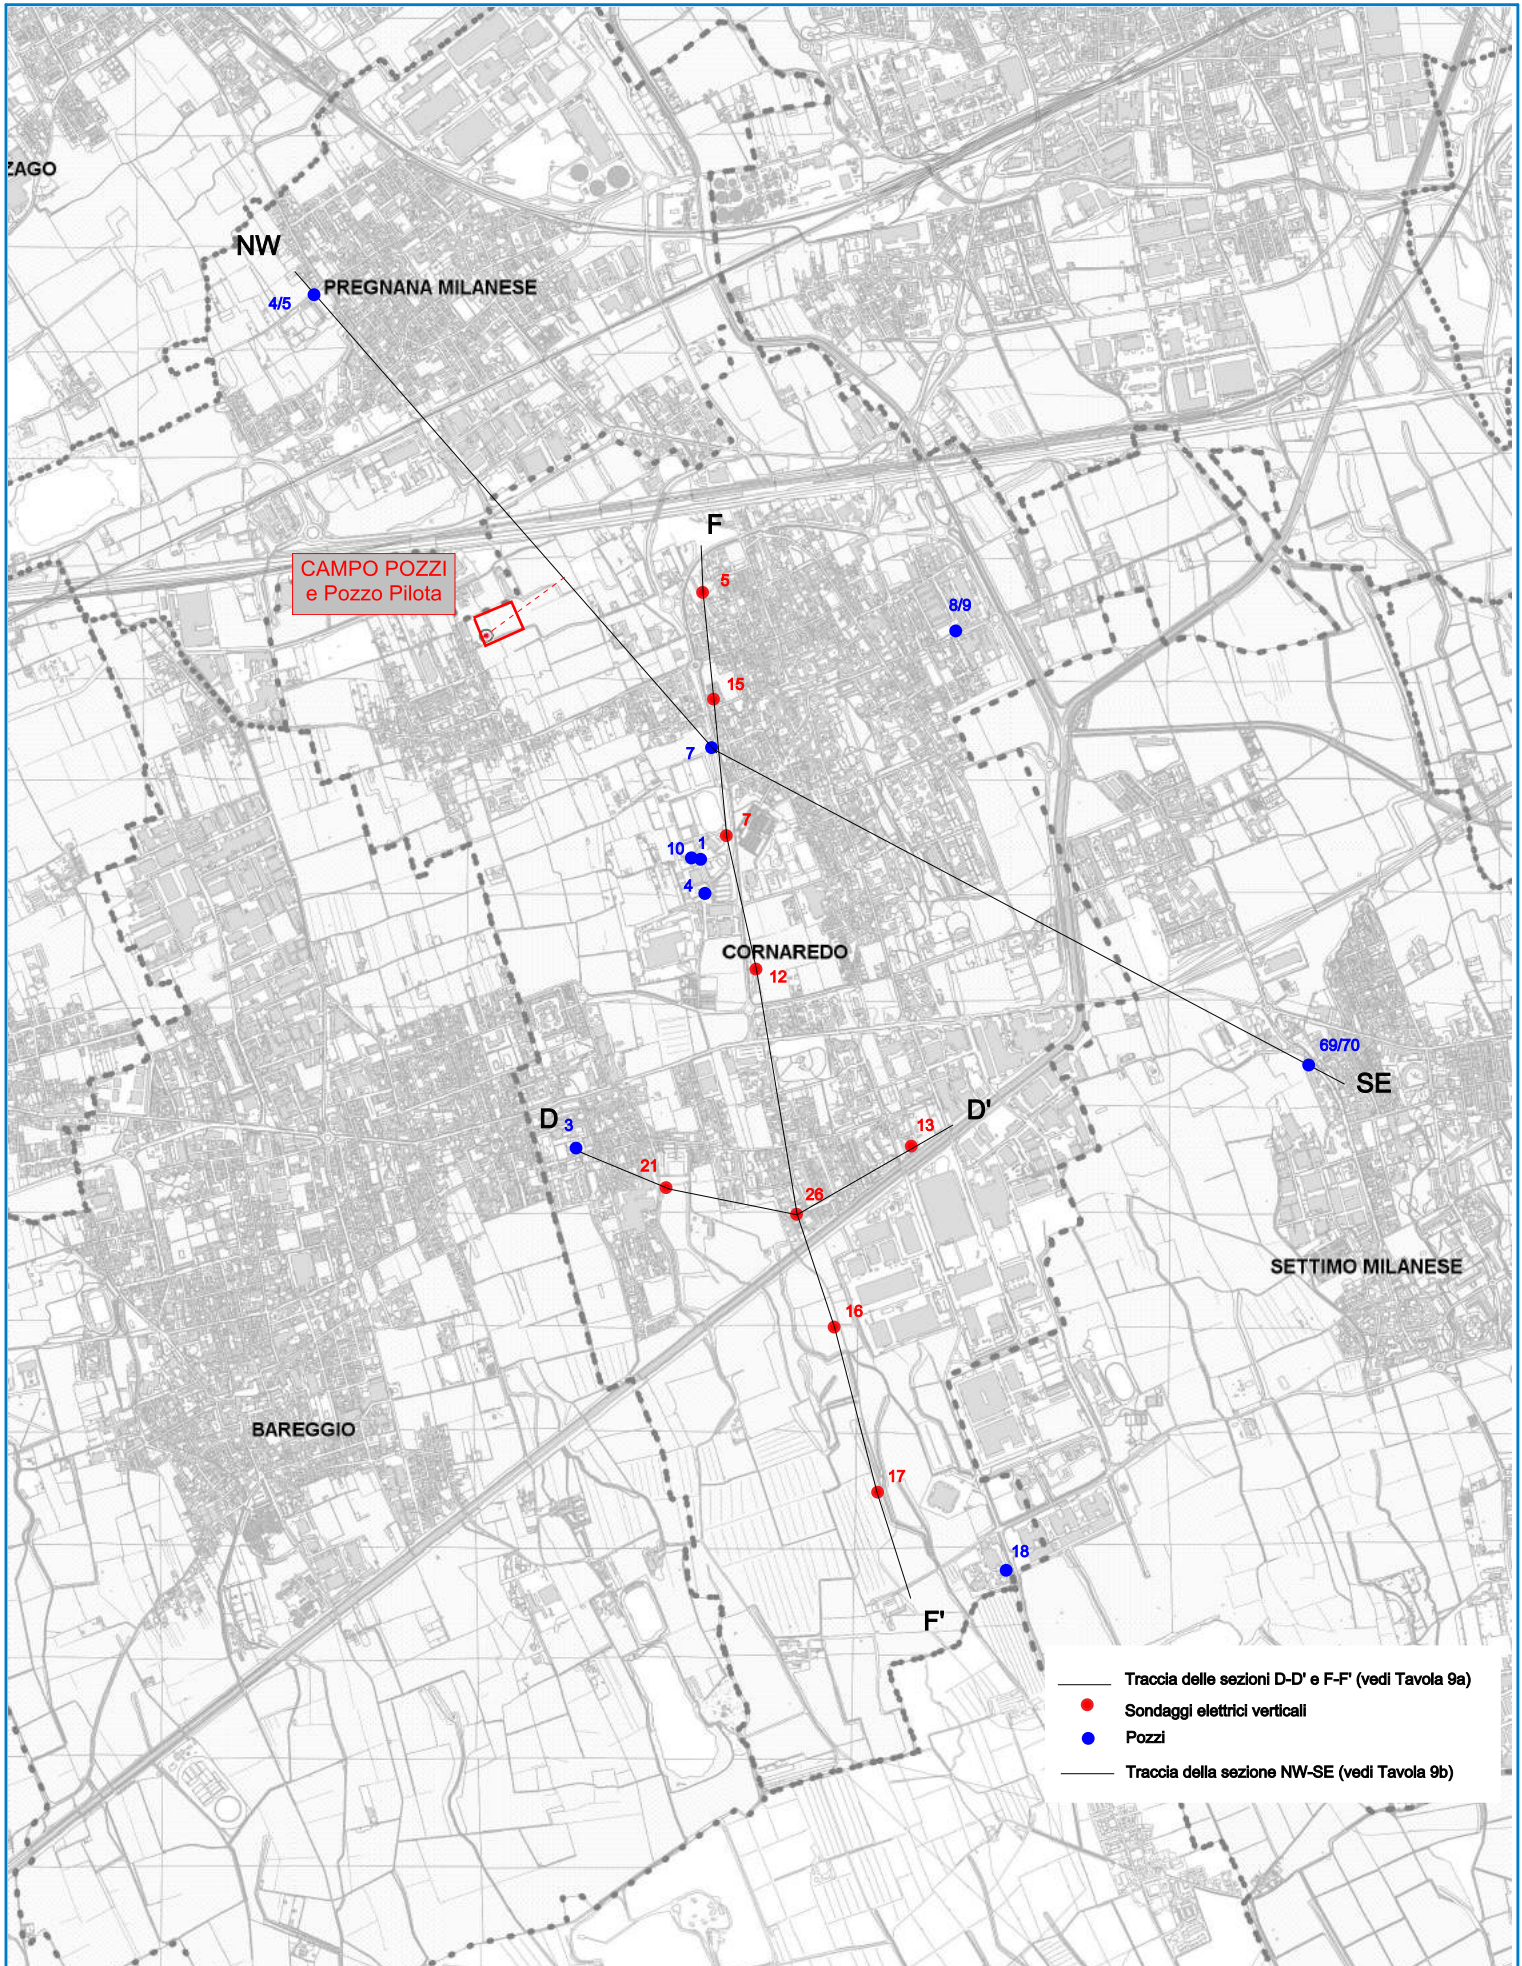 ZAGO
NW
PREGNANA MILANESE
4/5
F
CAMPO POZZI
e Pozzo Pilota
5
8/9
15
7
7
10
1
4
CORNAREDO
12
69/70
SE
D
3
D'
13
21
26
SETTIMO MILANESE
16
BAREGGIO
17
18
F'
Traccia delle sezioni D-D' e F-F' (vedi Tavola 9a)
Sondaggi elettrici verticali
Pozzi
Traccia della sezione NW-SE (vedi Tavola 9b)